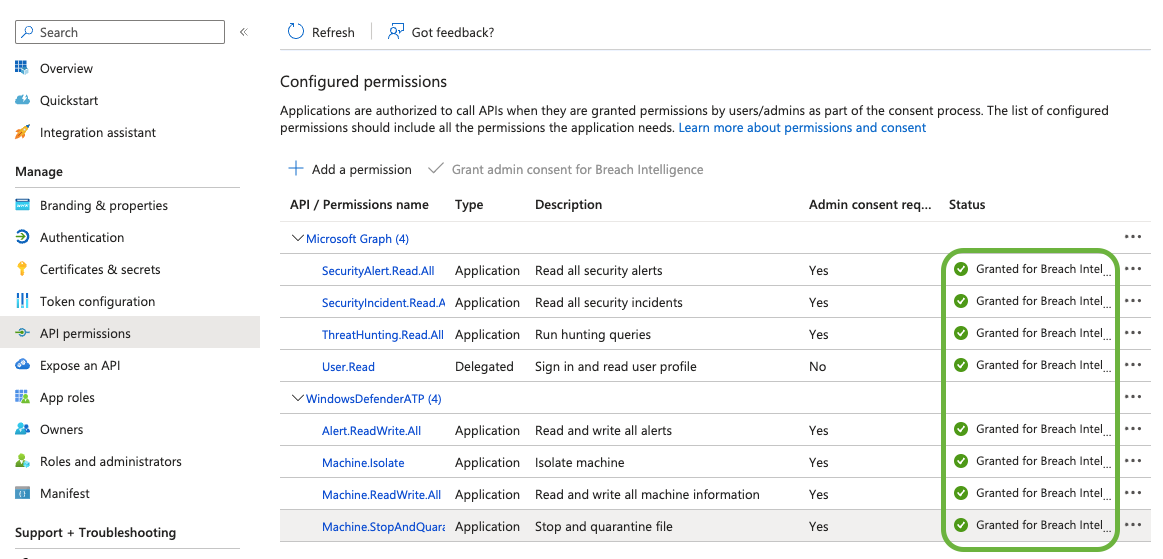 Search
«
Overview
Quickstart
Integration assistant
Manage
Branding & properties
Authentication
Certificates & secrets
Token configuration
API permissions
Expose an API
App roles
Owners
Roles and administrators
Manifest
Support + Troubleshooting
Refresh
Got feedback?
Configured permissions
Applications are authorized to call APIs when they are granted permissions by users/admins as part of the consent process. The list of configured
permissions should include all the permissions the application needs. Learn more about permissions and consent
Add a permission Grant admin consent for Breach Intelligence
API / Permissions name Type Description Admin consent req... Status
Microsoft Graph (4) ...
SecurityAlert.Read.All Application Read all security alerts Yes Granted for Breach Intel... ...
SecurityIncident.Read.A Application Read all security incidents Yes Granted for Breach Intel... ...
ThreatHunting.Read.All Application Run hunting queries Yes Granted for Breach Intel... ...
User.Read Delegated Sign in and read user profile No Granted for Breach Intel... ...
WindowsDefenderATP (4) ...
Alert.ReadWrite.All Application Read and write all alerts Yes Granted for Breach Intel... ...
Machine.Isolate Application Isolate machine Yes Granted for Breach Intel... ...
Machine.ReadWrite.All Application Read and write all machine information Yes Granted for Breach Intel... ...
Machine.StopAndQuara Application Stop and quarantine file Yes Granted for Breach Intel... ...